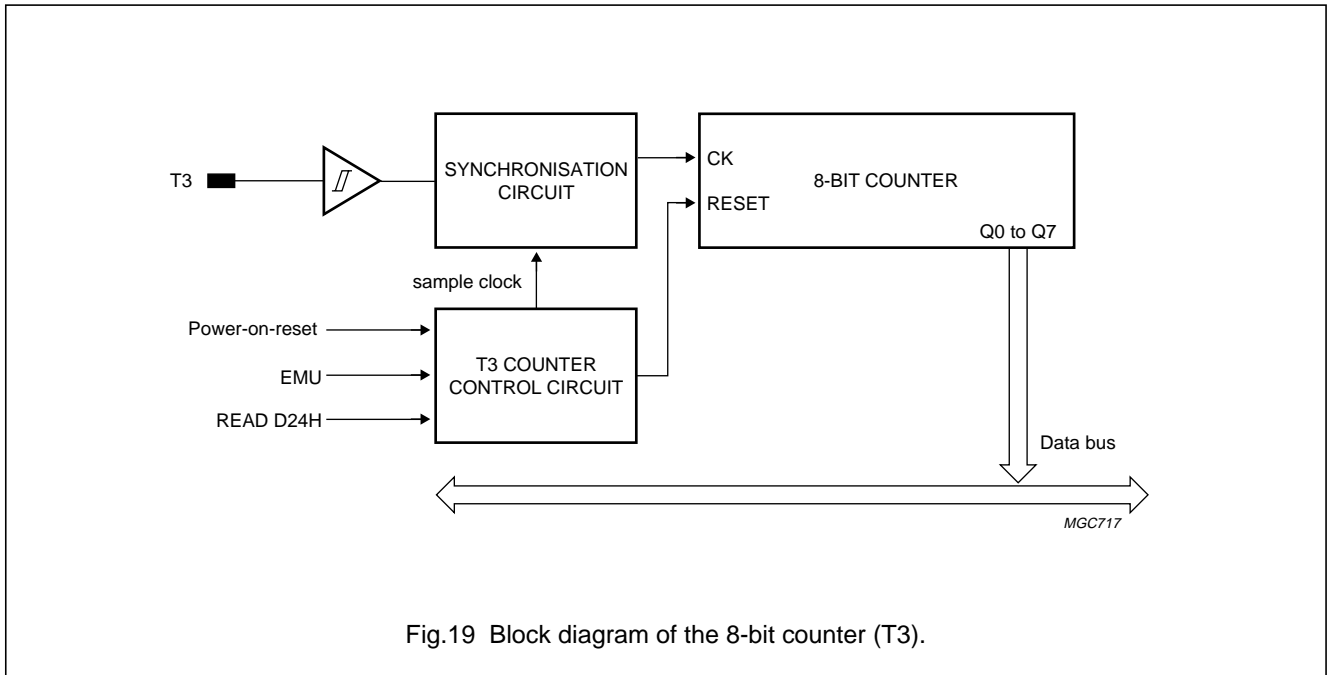 T3
SYNCHRONISATION
CIRCUIT
CK
RESET
8-BIT COUNTER
Q0 to Q7
sample clock
Power-on-reset
EMU
READ D24H
T3 COUNTER
CONTROL CIRCUIT
Data bus
MGC717
Fig.19 Block diagram of the 8-bit counter (T3).